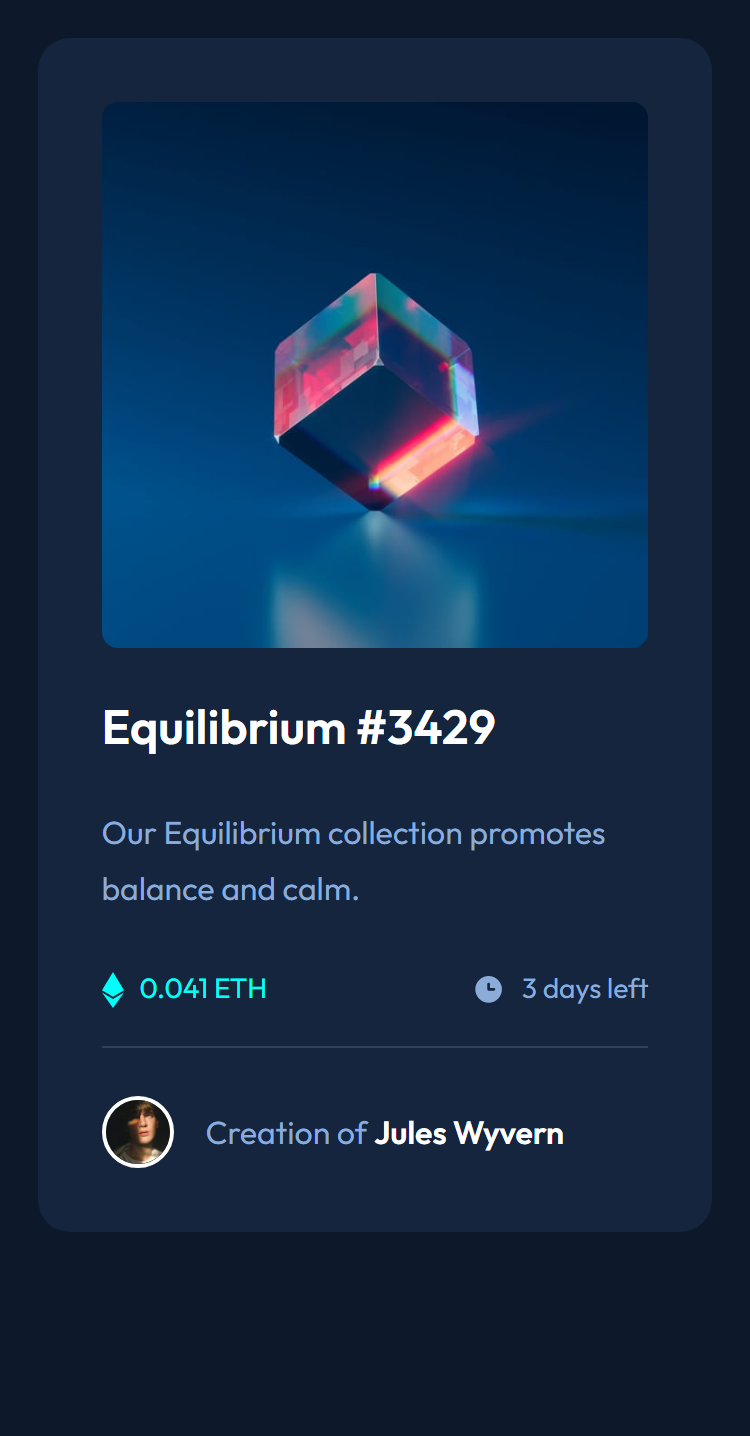 Equilibrium #3429
Our Equilibrium collection promotes
balance and calm.
0.041 ETH
3 days left
Creation of Jules Wyvern